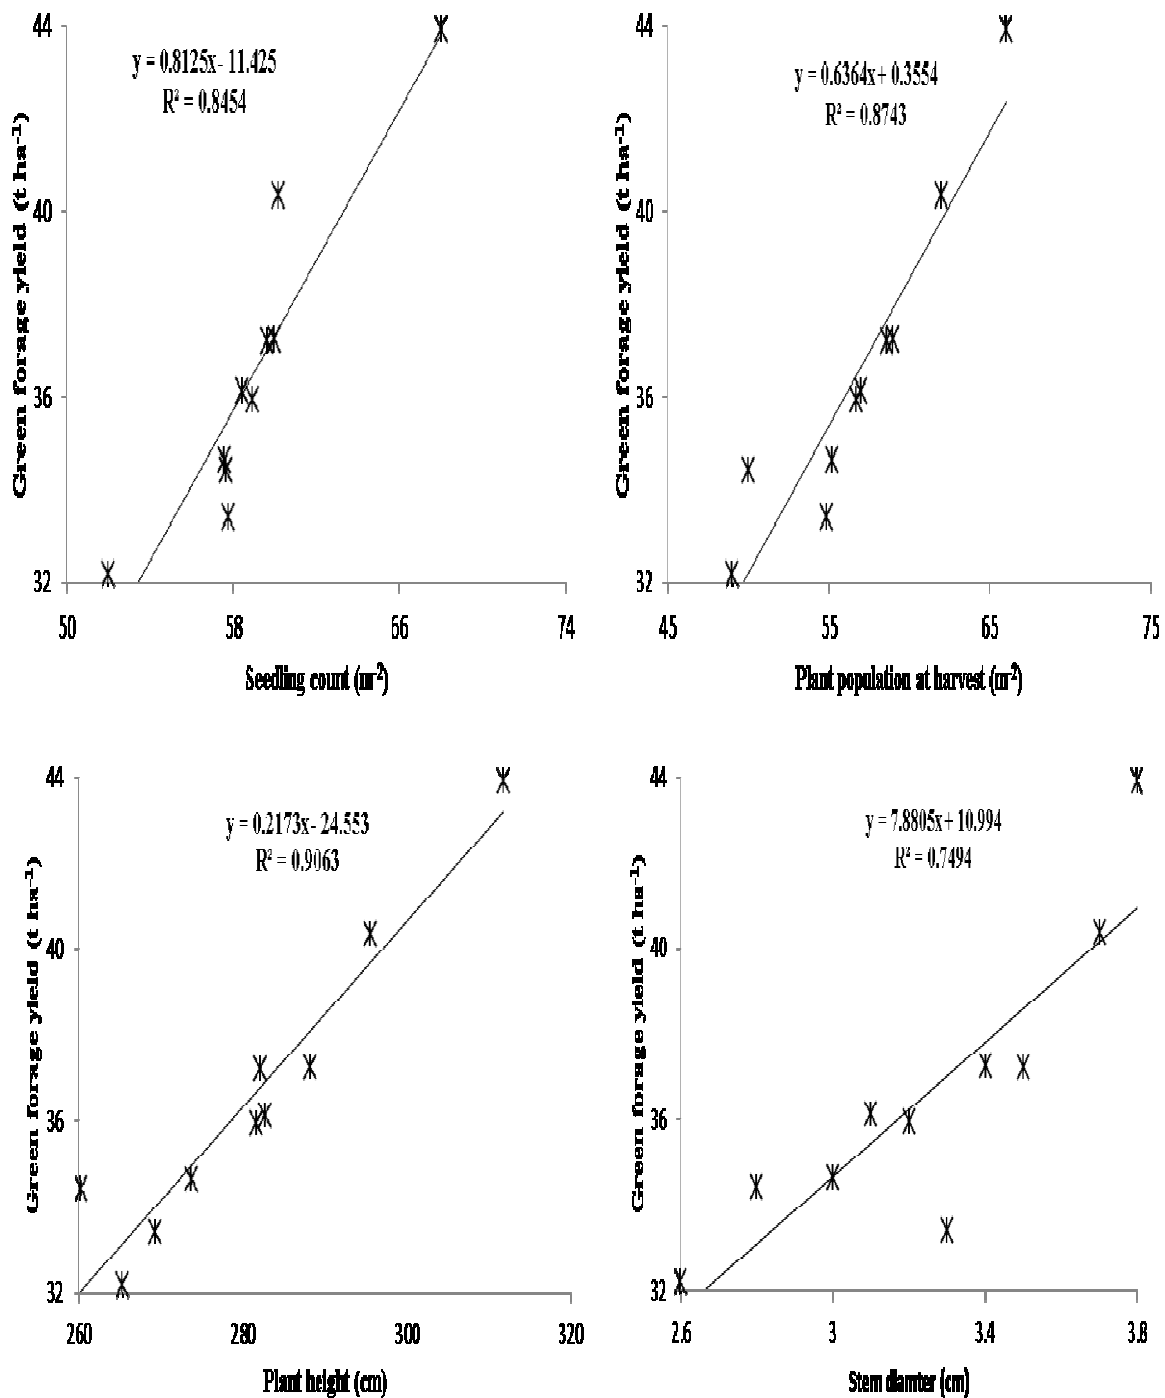 44
y = 0.8125x - 11.425
R² = 0.8454
40
36
32
50 58 66 74
Green forage yield (t ha⁻¹)
Seedling count (m⁻²)
44
y = 0.6364x + 0.3554
R² = 0.8743
40
36
32
45 55 65 75
Green forage yield (t ha⁻¹)
Plant population at harvest (m⁻²)
44
y = 0.2173x - 24.553
R² = 0.9063
40
36
32
260 280 300 320
Green forage yield (t ha⁻¹)
Plant height (cm)
44
y = 7.8805x + 10.994
R² = 0.7494
40
36
32
2.6 3 3.4 3.8
Green forage yield (t ha⁻¹)
Stem diamter (cm)